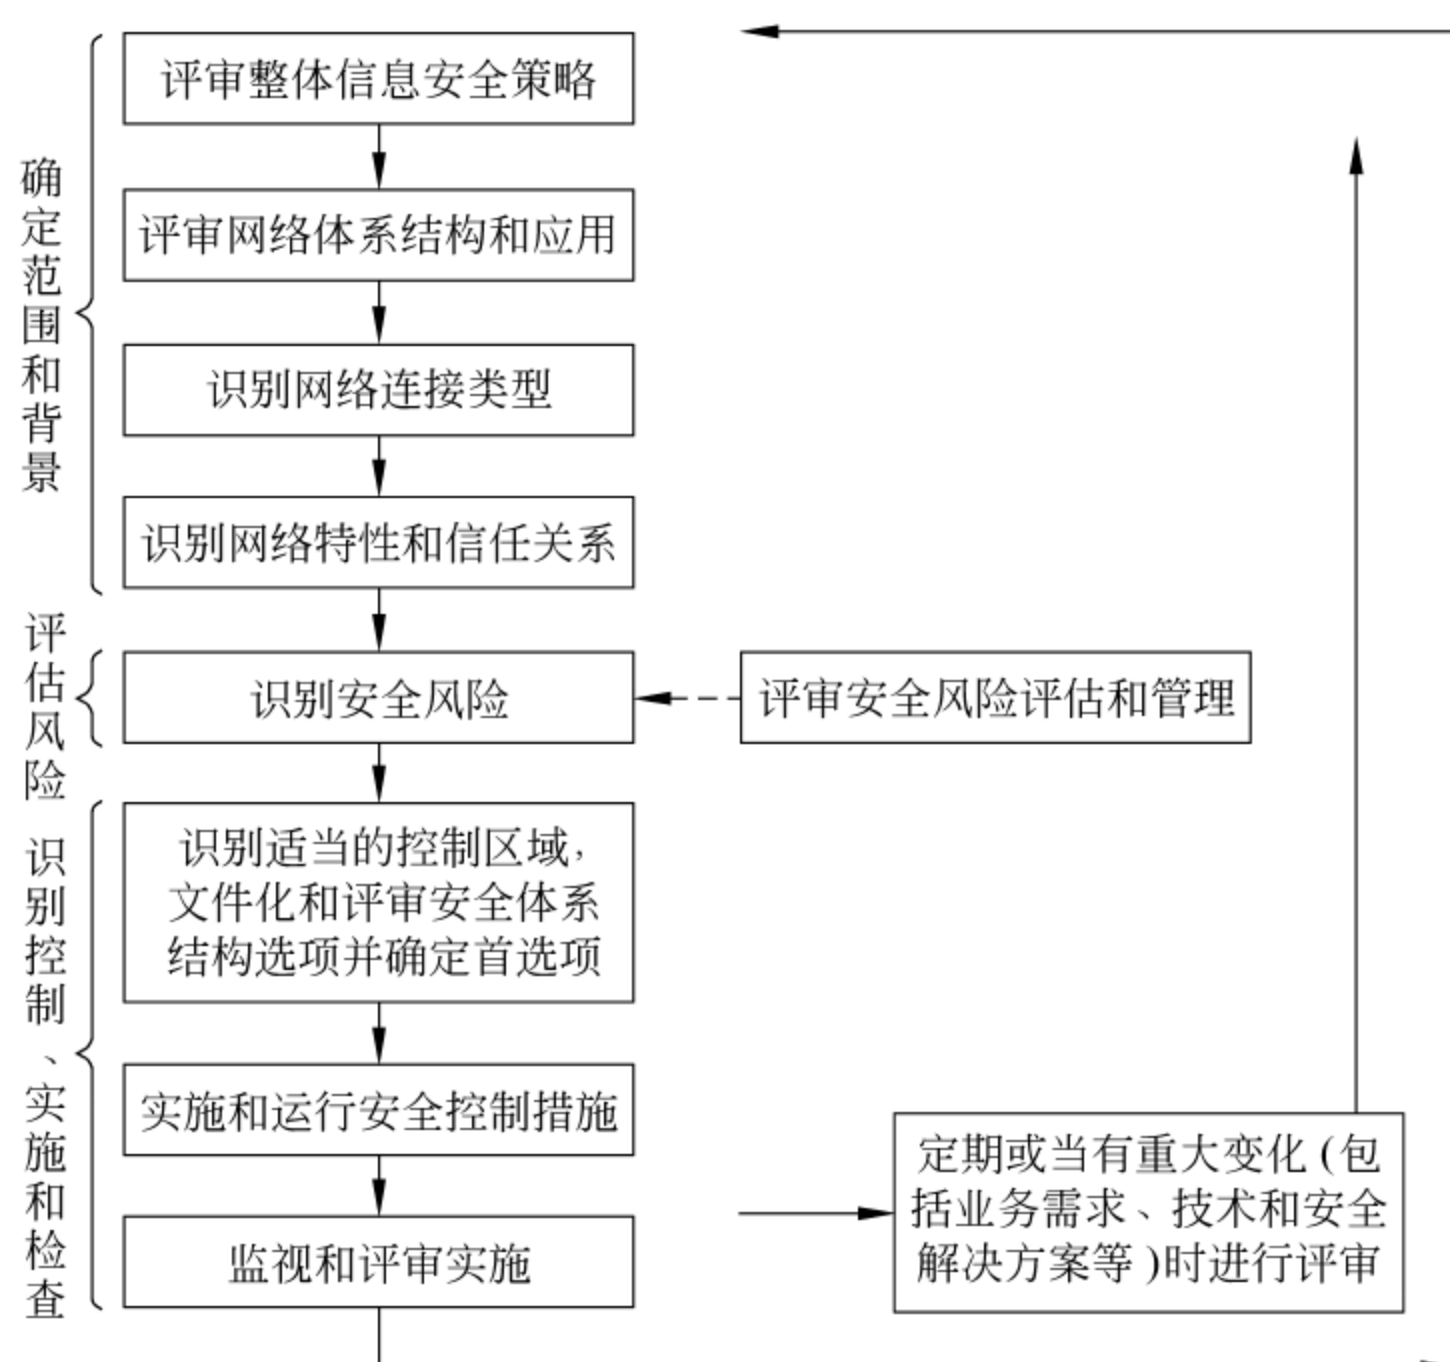 确定范围和背景
评审整体信息安全策略
评审网络体系结构和应用
识别网络连接类型
识别网络特性和信任关系
评估风险
识别安全风险
评审安全风险评估和管理
识别控制、实施和检查
识别适当的控制区域，
文件化和评审安全体系
结构选项并确定首选项
实施和运行安全控制措施
监视和评审实施
定期或当有重大变化(包
括业务需求、技术和安全
解决方案等)时进行评审